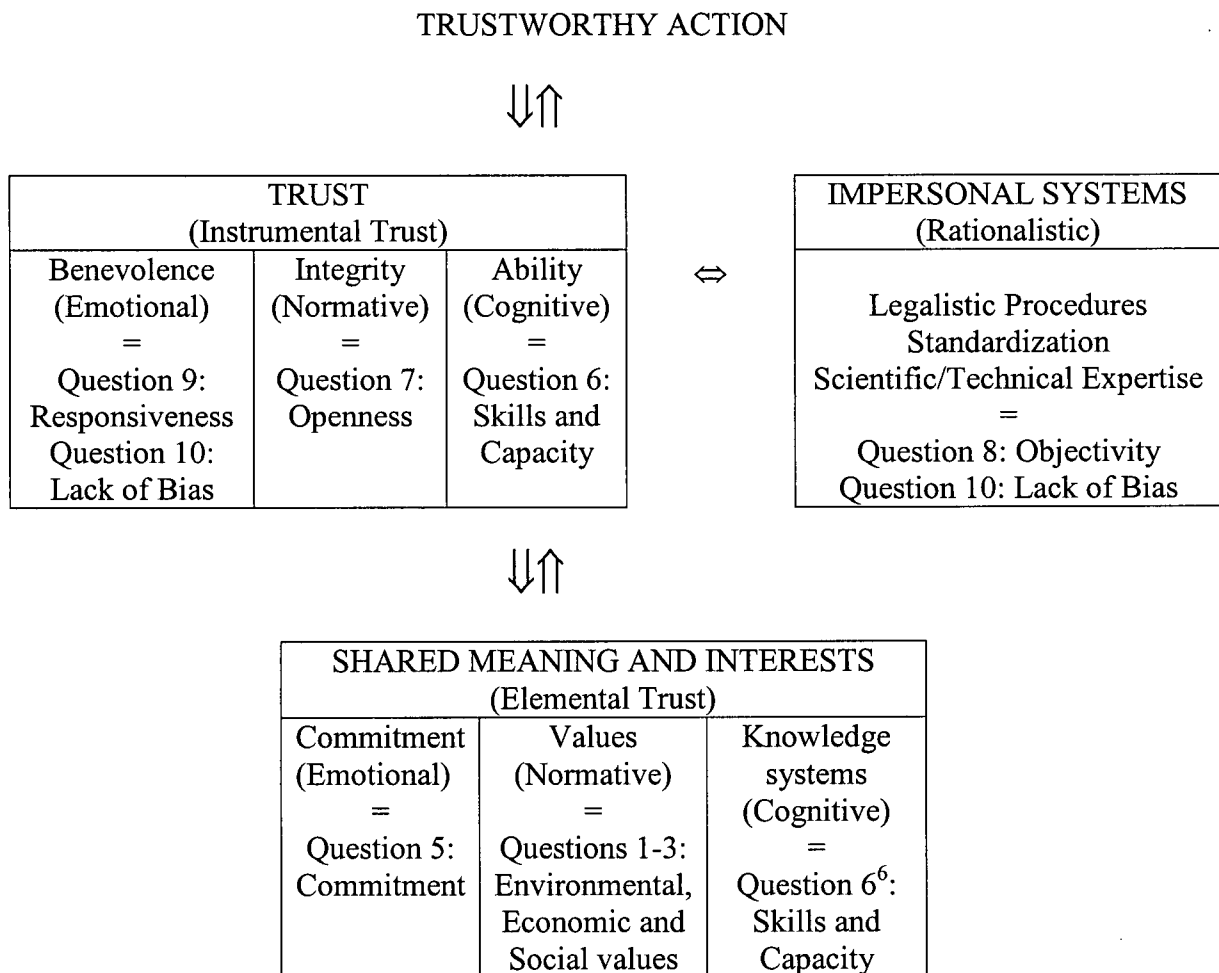 TRUSTWORTHY ACTION
⇓⇑
TRUST
(Instrumental Trust)
Benevolence
(Emotional)
=
Question 9:
Responsiveness
Question 10:
Lack of Bias
Integrity
(Normative)
=
Question 7:
Openness
Ability
(Cognitive)
=
Question 6:
Skills and
Capacity
⇔
IMPERSONAL SYSTEMS
(Rationalistic)
Legalistic Procedures
Standardization
Scientific/Technical Expertise
=
Question 8: Objectivity
Question 10: Lack of Bias
⇓⇑
SHARED MEANING AND INTERESTS
(Elemental Trust)
Commitment
(Emotional)
=
Question 5:
Commitment
Values
(Normative)
=
Questions 1-3:
Environmental,
Economic and
Social values
Knowledge
systems
(Cognitive)
=
Question 6⁶:
Skills and
Capacity